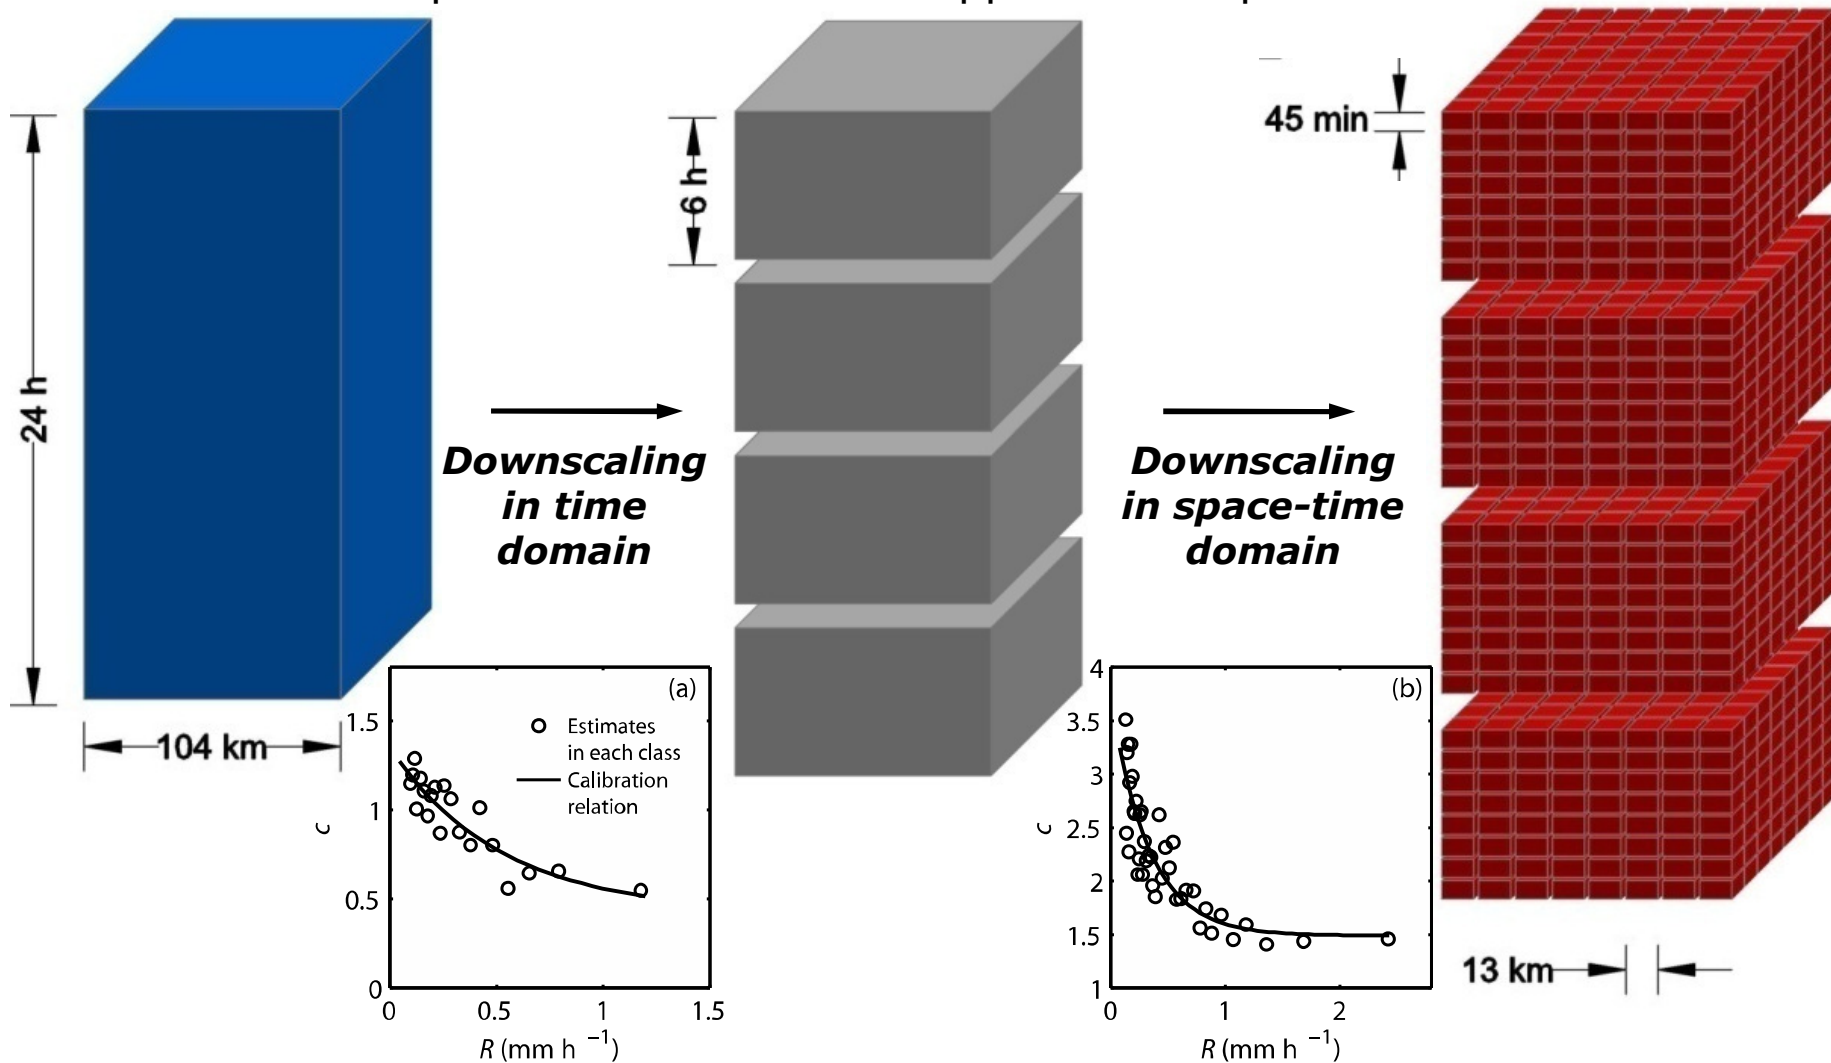 24 h
104 km
Downscaling
in time
domain
6 h
Downscaling
in space-time
domain
45 min
13 km
(a)
Estimates
in each class
Calibration
relation
1.5
1
0.5
0
c
0 0.5 1 1.5
R (mm h −1)
(b)
4
3.5
3
2.5
2
1.5
1
c
0 1 2
R (mm h −1)